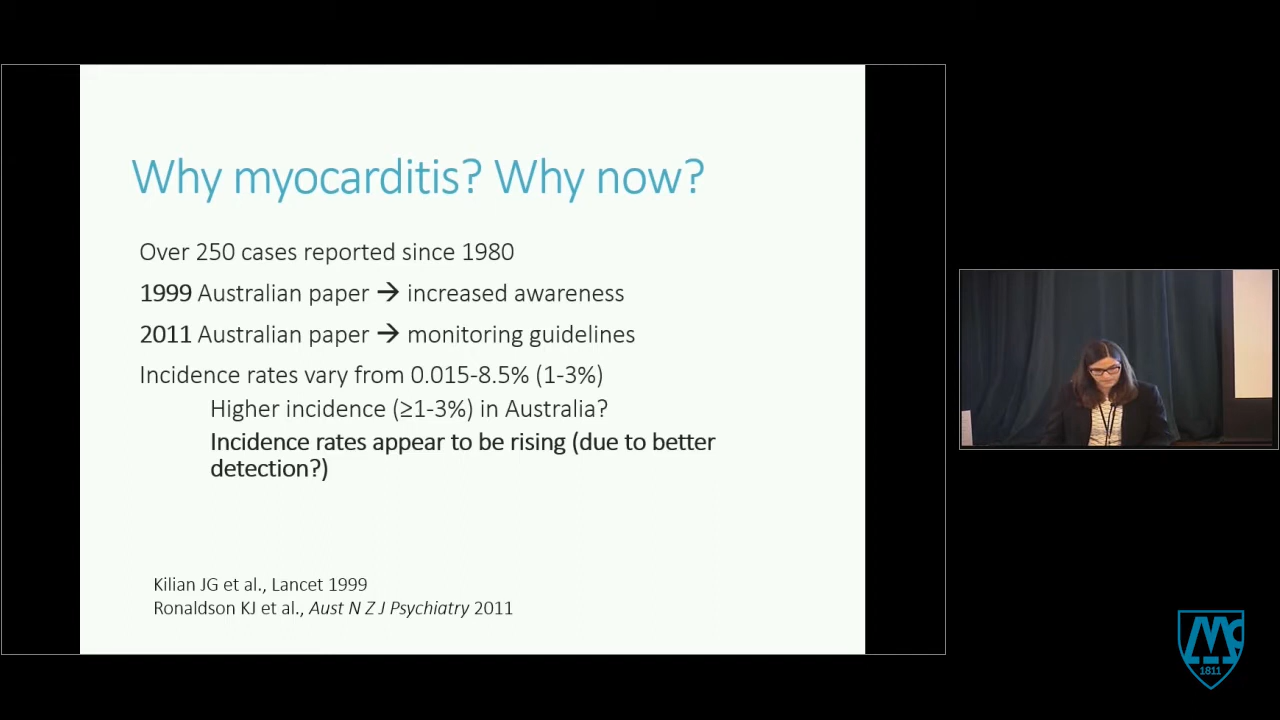 Why myocarditis? Why now?
Over 250 cases reported since 1980
1999 Australian paper → increased awareness
2011 Australian paper → monitoring guidelines
Incidence rates vary from 0.015-8.5% (1-3%)
Higher incidence (≥1-3%) in Australia?
Incidence rates appear to be rising (due to better
detection?)
Kilian JG et al., Lancet 1999
Ronaldson KJ et al., Aust N Z J Psychiatry 2011
Mc
1811